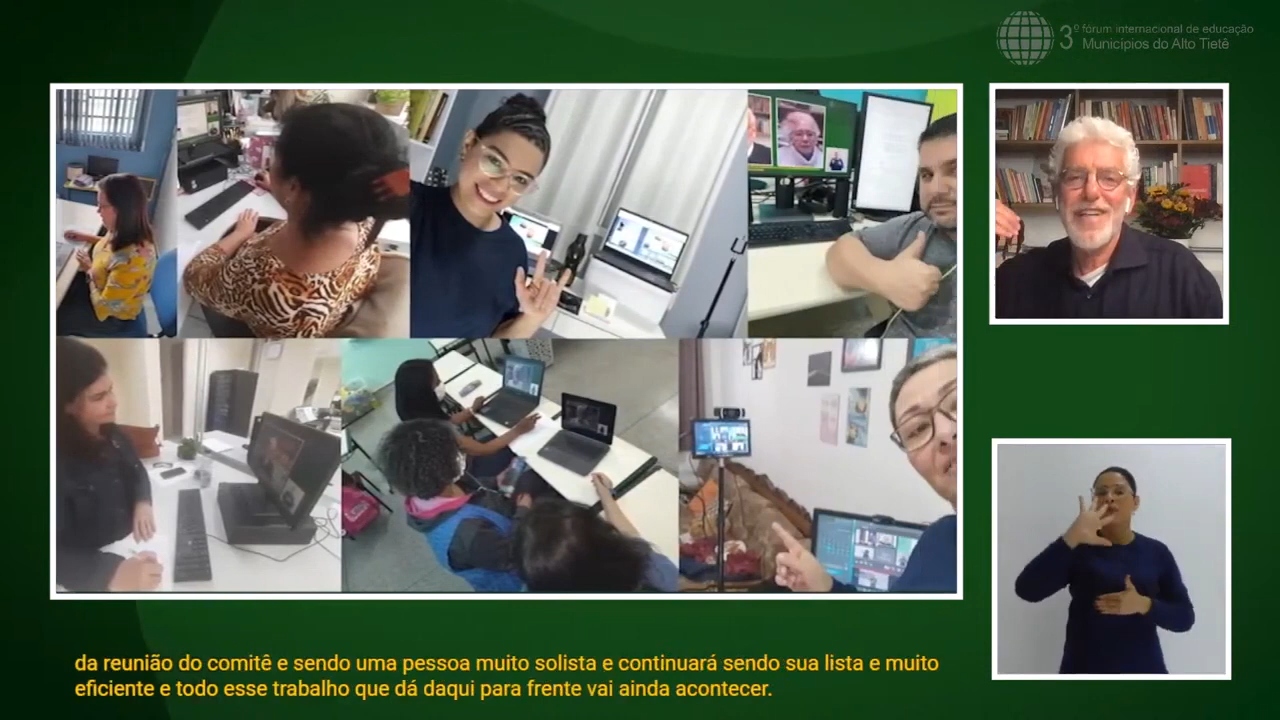 3º fórum internacional de educação
Municípios do Alto Tietê
da reunião do comitê e sendo uma pessoa muito solista e continuará sendo sua lista e muito
eficiente e todo esse trabalho que dá daqui para frente vai ainda acontecer.